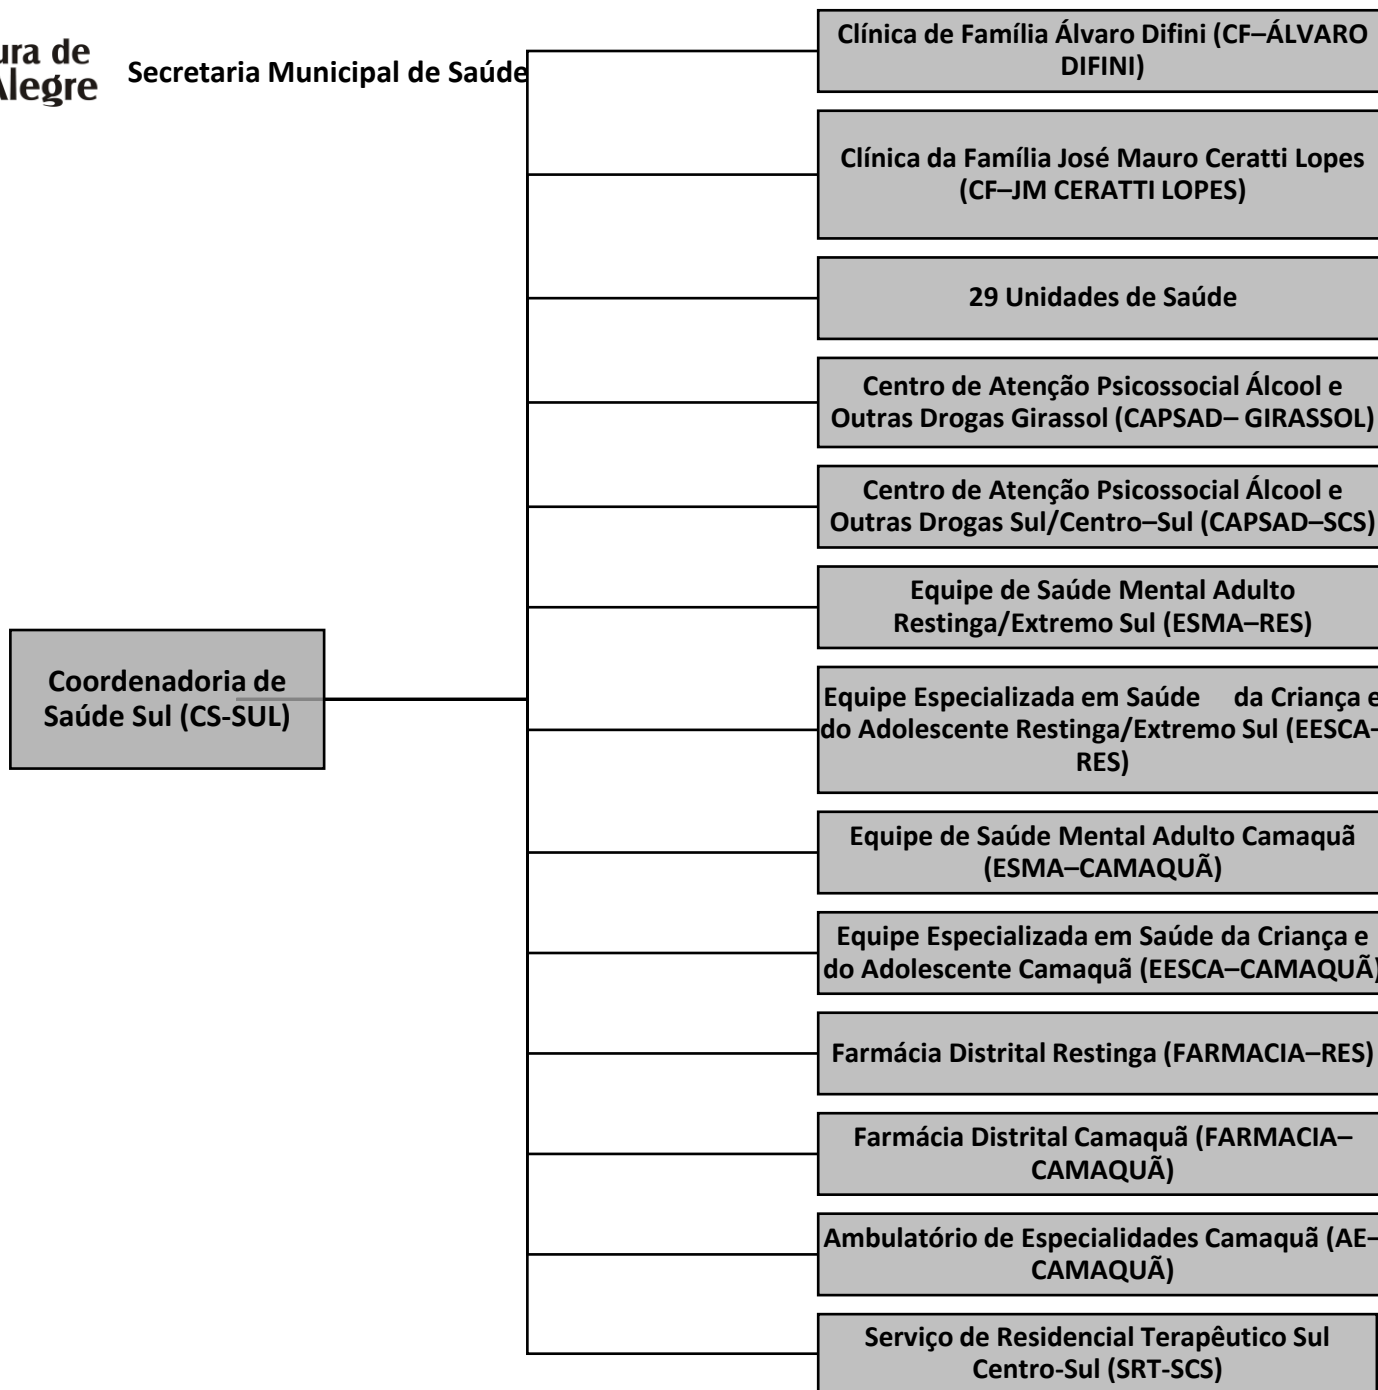 ura de
Alegre
Secretaria Municipal de Saúde
Clínica de Família Álvaro Difini (CF–ÁLVARO
DIFINI)
Clínica da Família José Mauro Ceratti Lopes
(CF–JM CERATTI LOPES)
29 Unidades de Saúde
Centro de Atenção Psicossocial Álcool e
Outras Drogas Girassol (CAPSAD– GIRASSOL)
Centro de Atenção Psicossocial Álcool e
Outras Drogas Sul/Centro–Sul (CAPSAD–SCS)
Equipe de Saúde Mental Adulto
Restinga/Extremo Sul (ESMA–RES)
Coordenadoria de
Saúde Sul (CS-SUL)
Equipe Especializada em Saúde da Criança e
do Adolescente Restinga/Extremo Sul (EESCA–
RES)
Equipe de Saúde Mental Adulto Camaquã
(ESMA–CAMAQUÃ)
Equipe Especializada em Saúde da Criança e
do Adolescente Camaquã (EESCA–CAMAQUÃ)
Farmácia Distrital Restinga (FARMACIA–RES)
Farmácia Distrital Camaquã (FARMACIA–
CAMAQUÃ)
Ambulatório de Especialidades Camaquã (AE–
CAMAQUÃ)
Serviço de Residencial Terapêutico Sul
Centro-Sul (SRT-SCS)